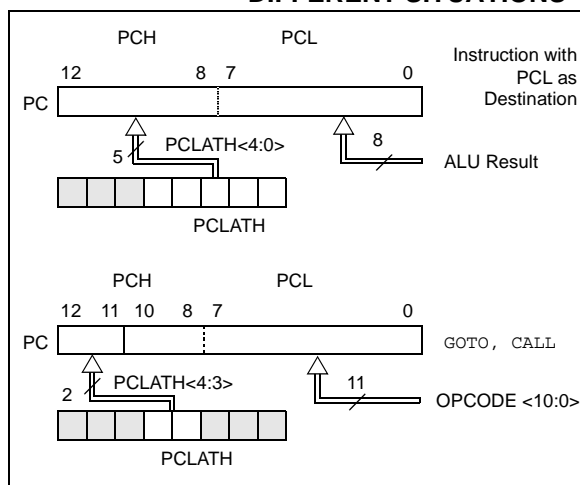 DIFFERENT SITUATIONS
PCH PCL
12 8 7 0
Instruction with
PCL as
Destination
PC
PCLATH<4:0>
5
8
ALU Result
PCLATH
PCH PCL
12 11 10 8 7 0
PC
GOTO, CALL
PCLATH<4:3>
2
11
OPCODE <10:0>
PCLATH